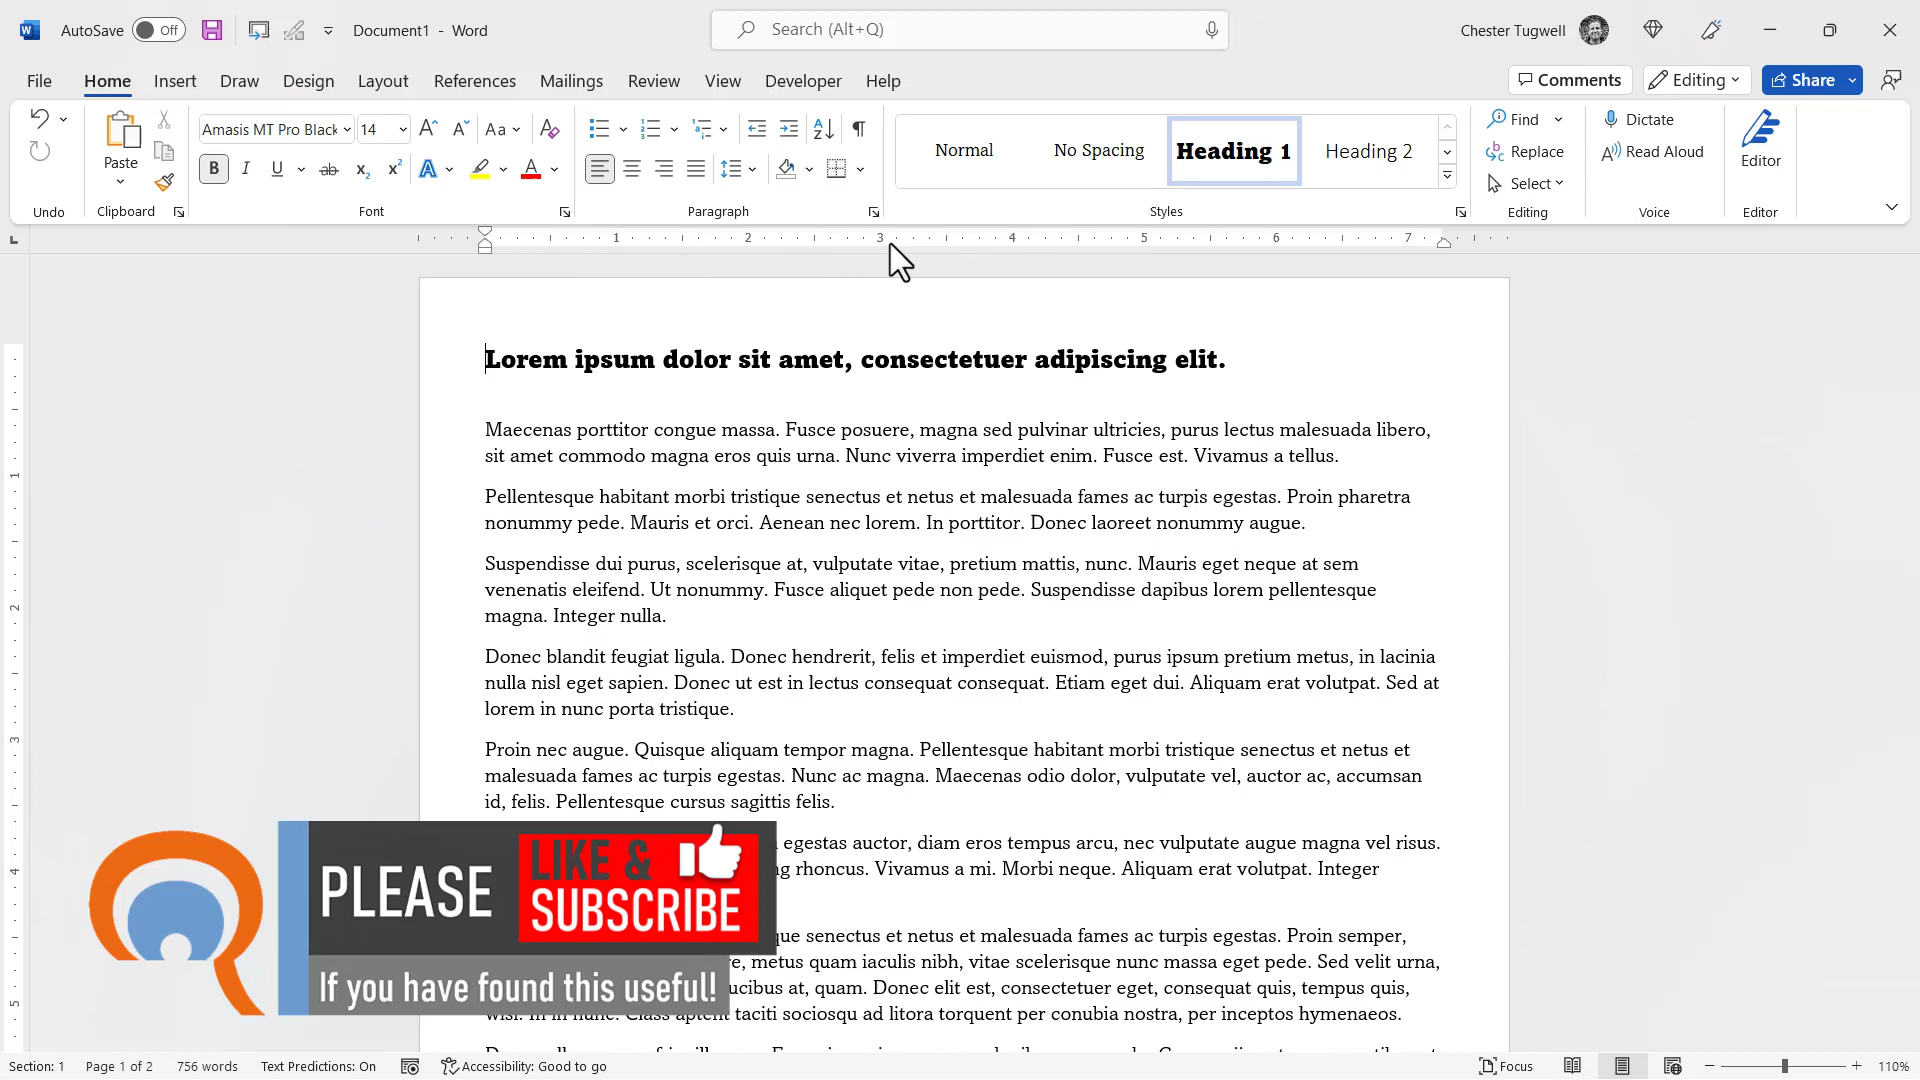 AutoSave Off Document1 - Word Search (Alt+Q) Chester Tugwell
File Home Insert Draw Design Layout References Mailings Review View Developer Help Comments Editing Share
Amasis MT Pro Black 14 Aa
Paste
Normal No Spacing Heading 1 Heading 2
Find
Replace
Select
Dictate
Read Aloud
Editor
Undo Clipboard Font Paragraph Styles Editing Voice Editor
1 2 3 4 5 6 7
Lorem ipsum dolor sit amet, consectetuer adipiscing elit.
Maecenas porttitor congue massa. Fusce posuere, magna sed pulvinar ultricies, purus lectus malesuada libero,
sit amet commodo magna eros quis urna. Nunc viverra imperdiet enim. Fusce est. Vivamus a tellus.
Pellentesque habitant morbi tristique senectus et netus et malesuada fames ac turpis egestas. Proin pharetra
nonummy pede. Mauris et orci. Aenean nec lorem. In porttitor. Donec laoreet nonummy augue.
Suspendisse dui purus, scelerisque at, vulputate vitae, pretium mattis, nunc. Mauris eget neque at sem
venenatis eleifend. Ut nonummy. Fusce aliquet pede non pede. Suspendisse dapibus lorem pellentesque
magna. Integer nulla.
Donec blandit feugiat ligula. Donec hendrerit, felis et imperdiet euismod, purus ipsum pretium metus, in lacinia
nulla nisl eget sapien. Donec ut est in lectus consequat consequat. Etiam eget dui. Aliquam erat volutpat. Sed at
lorem in nunc porta tristique.
Proin nec augue. Quisque aliquam tempor magna. Pellentesque habitant morbi tristique senectus et netus et
malesuada fames ac turpis egestas. Nunc ac magna. Maecenas odio dolor, vulputate vel, auctor ac, accumsan
id, felis. Pellentesque cursus sagittis felis.
egestas auctor, diam eros tempus arcu, nec vulputate augue magna vel risus.
rhoncus. Vivamus a mi. Morbi neque. Aliquam erat volutpat. Integer
senectus et netus et malesuada fames ac turpis egestas. Proin semper,
metus quam iaculis nibh, vitae scelerisque nunc massa eget pede. Sed velit urna,
at, quam. Donec elit est, consectetuer eget, consequat quis, tempus quis,
taciti sociosqu ad litora torquent per conubia nostra, per inceptos hymenaeos.
PLEASE LIKE & SUBSCRIBE
If you have found this useful!
Section: 1 Page 1 of 2 756 words Text Predictions: On Accessibility: Good to go Focus 110%